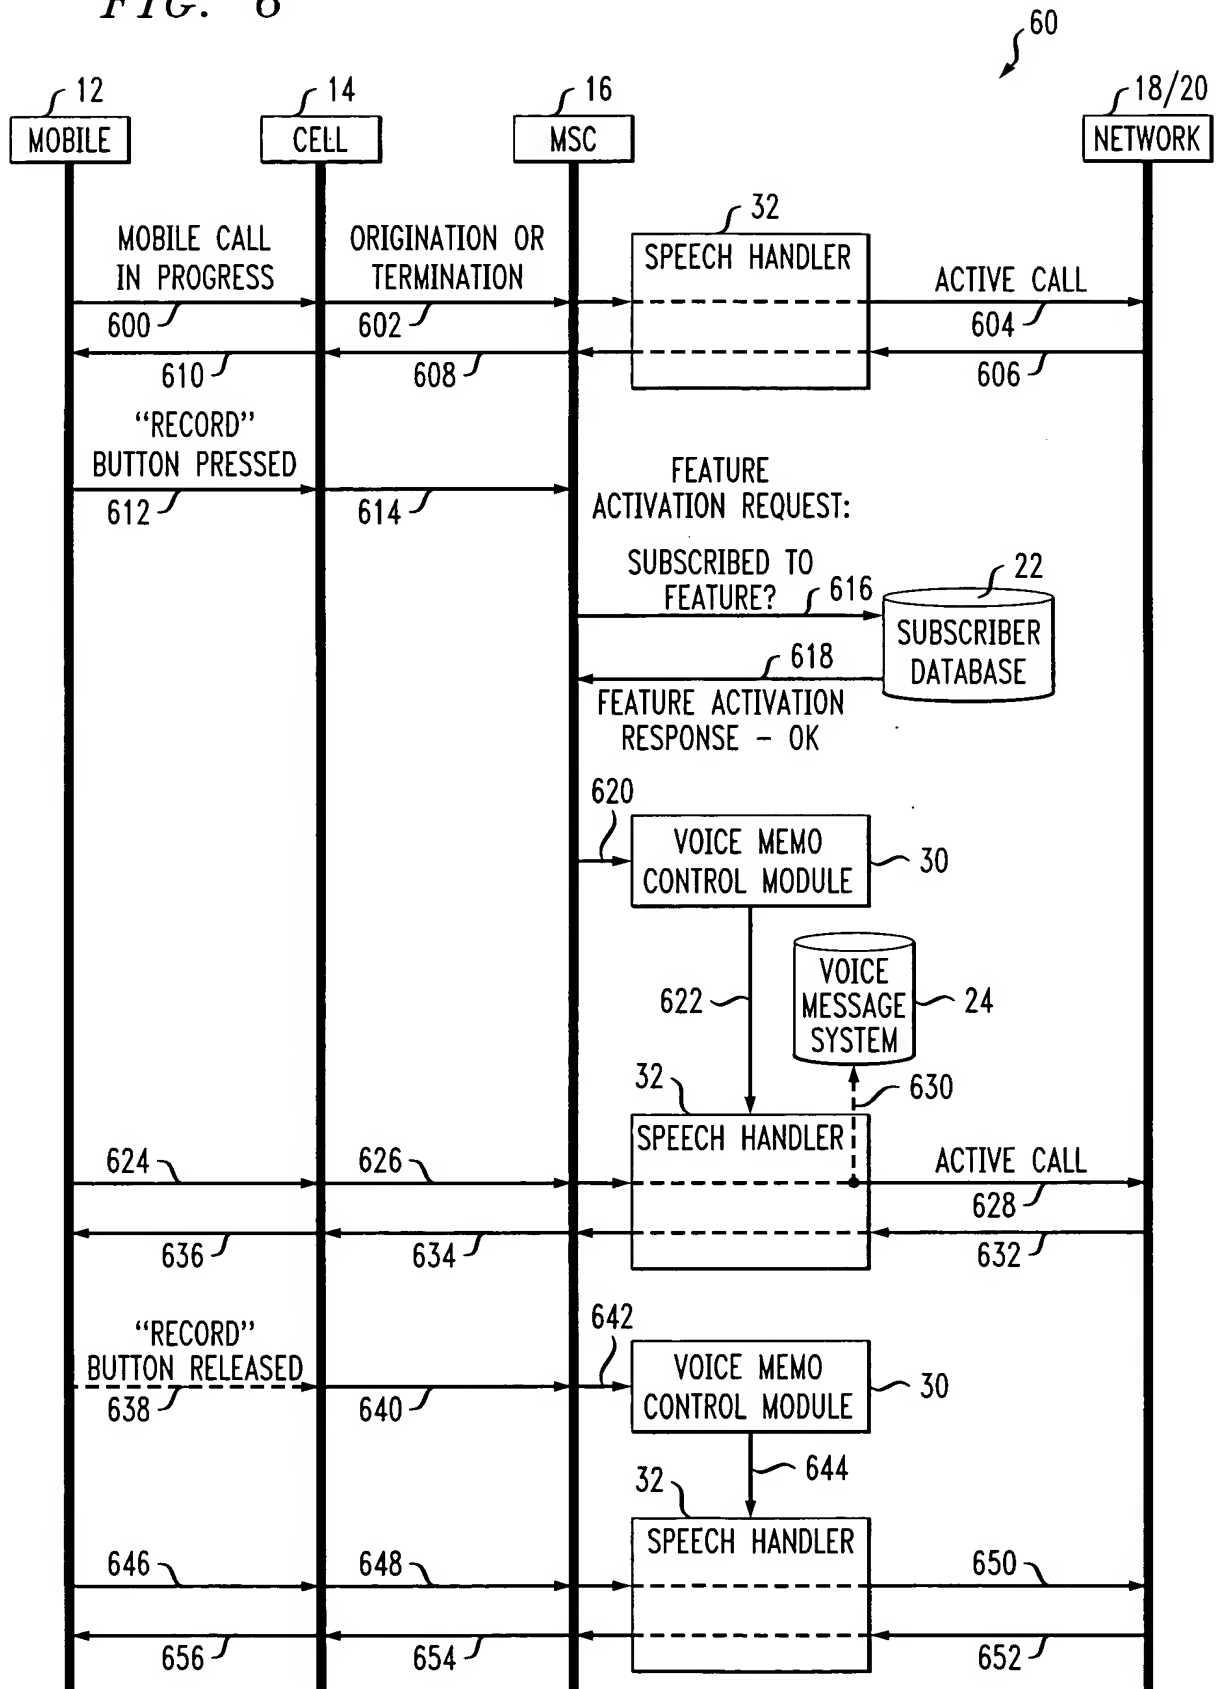 FIG. 6
60
12
14
16
18/20
MOBILE
CELL
MSC
NETWORK
32
MOBILE CALL
IN PROGRESS
ORIGINATION OR
TERMINATION
SPEECH HANDLER
ACTIVE CALL
600
602
604
610
608
606
"RECORD"
BUTTON PRESSED
612
614
FEATURE
ACTIVATION REQUEST:
SUBSCRIBED TO
FEATURE?
616
22
SUBSCRIBER
DATABASE
618
FEATURE ACTIVATION
RESPONSE - OK
620
VOICE MEMO
CONTROL MODULE
30
622
VOICE
MESSAGE
SYSTEM
24
32
630
SPEECH HANDLER
624
626
ACTIVE CALL
628
636
634
632
"RECORD"
BUTTON RELEASED
638
640
642
VOICE MEMO
CONTROL MODULE
30
644
32
SPEECH HANDLER
646
648
650
656
654
652